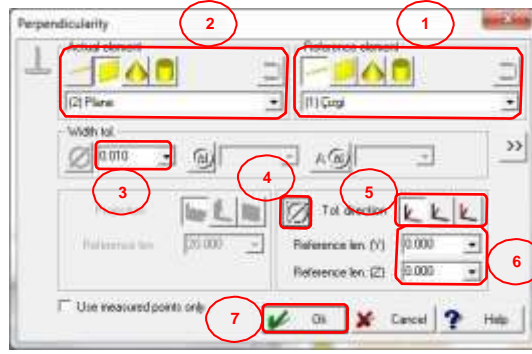 Perpendicularity
2
1
Actual element
Reference element
(2) Plane
(1) Çizgi
Width tol.
0.010
>>
3
4
5
Tol. direction
Reference len.
20.000
Reference len. (Y)
0.000
6
Reference len. (Z)
0.000
Use measured points only
7
Ok
Cancel
Help